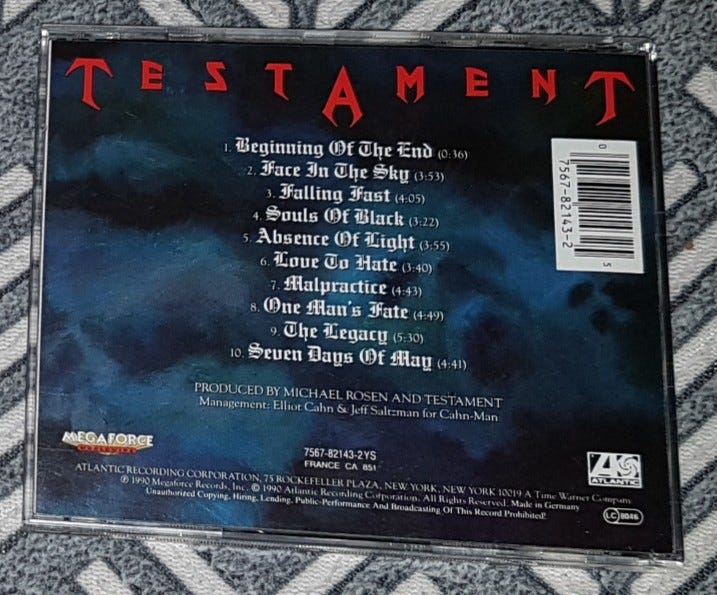 TESTAMENT
1. Beginning Of The End (0:36)
2. Face In The Sky (3:53)
3. Falling Fast (4:05)
4. Souls Of Black (3:22)
5. Absence Of Light (3:55)
6. Love To Hate (3:40)
7. Malpractice (4:43)
8. One Man's Fate (4:49)
9. The Legacy (5:30)
10. Seven Days Of May (4:41)
0 7567-82143-2 5
PRODUCED BY MICHAEL ROSEN AND TESTAMENT
Management: Elliot Cahn & Jeff Saltzman for Cahn-Man
MEGAFORCE
7567-82143-2YS
FRANCE CA 851
ATLANTIC
ATLANTIC RECORDING CORPORATION, 75 ROCKEFELLER PLAZA, NEW YORK, NEW YORK 10019 A Time Warner Company
℗ 1990 Megaforce Records, Inc. © 1990 Atlantic Recording Corporation. All Rights Reserved. Made in Germany
Unauthorized Copying, Hiring, Lending, Public-Performance And Broadcasting Of This Record Prohibited!
LC 8046